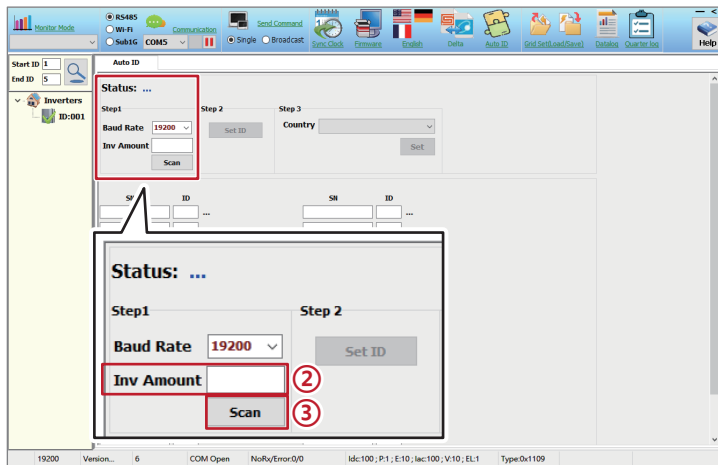 Monitor Mode
RS485
Wi-Fi
Sub1G COM5
Communication
Send Command
Single Broadcast
Sync Clock
Firmware
English
Delta
Auto ID
Grid Set(Load/Save)
Datalog
Quarter log
Help
Start ID 1
End ID 5
Inverters
ID:001
Auto ID
Status: ...
Step1
Baud Rate 19200
Inv Amount
Scan
Step 2
Set ID
Step 3
Country
Set
SN ID SN ID
... ...
Status: ...
Step1 Step 2
Baud Rate 19200
Set ID
Inv Amount ②
Scan ③
19200 Version... 6 COM Open NoRx/Error:0/0 Idc:100 ; P:1 ; E:10 ; Iac:100 ; V:10 ; EL:1 Type:0x1109